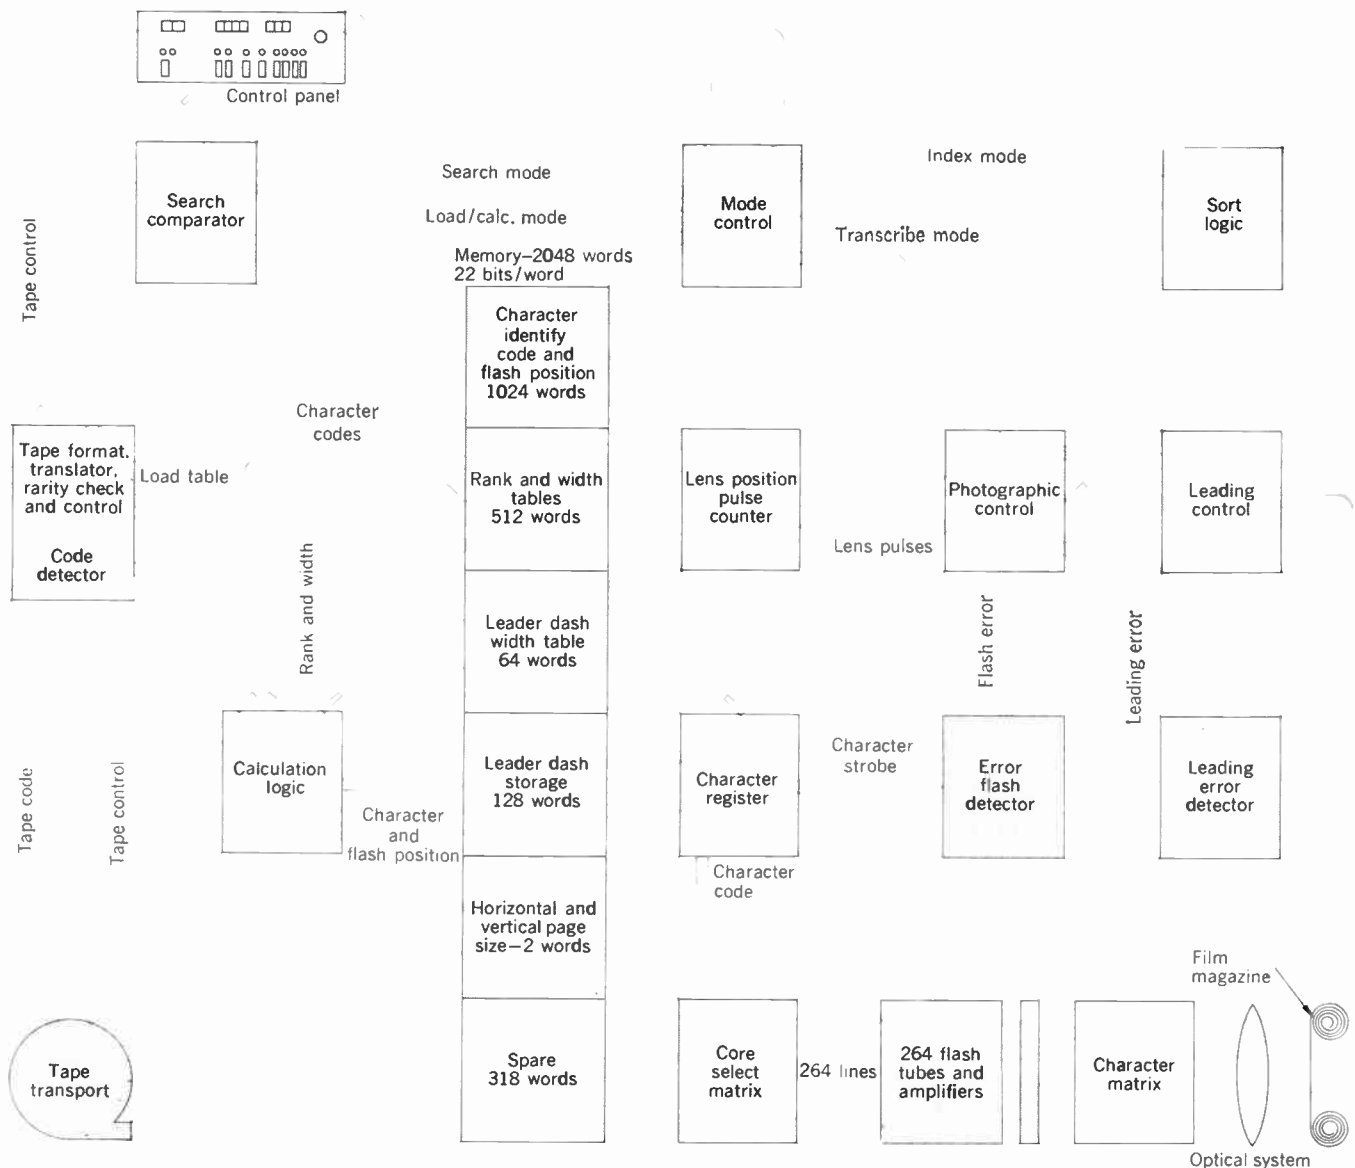 Control panel
Search
comparator
Search mode
Load/calc. mode
Mode
control
Index mode
Transcribe mode
Sort
logic
Tape control
Memory–2048 words
22 bits/word
Character
identify
code and
flash position
1024 words
Character
codes
Tape format.
translator,
rarity check
and control
Code
detector
Load table
Rank and width
tables
512 words
Lens position
pulse
counter
Lens pulses
Photographic
control
Leading
control
Rank and width
Leader dash
width table
64 words
Flash error
Leading error
Tape code
Tape control
Calculation
logic
Character
and
flash position
Leader dash
storage
128 words
Character
register
Character
strobe
Error
flash
detector
Leading
error
detector
Character
code
Horizontal and
vertical page
size–2 words
Film
magazine
Tape
transport
Spare
318 words
Core
select
matrix
264 lines
264 flash
tubes and
amplifiers
Character
matrix
Optical system